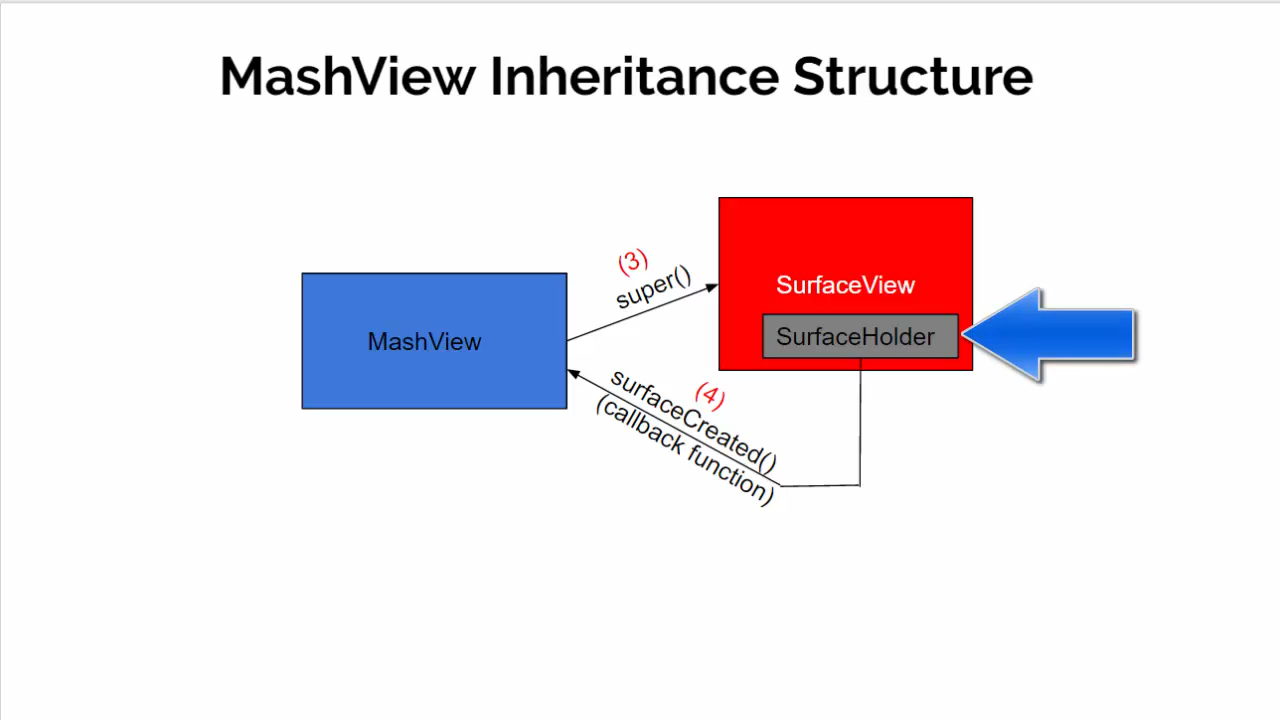 MashView Inheritance Structure
(3)
super()
SurfaceView
SurfaceHolder
MashView
(4)
surfaceCreated()
(callback function)